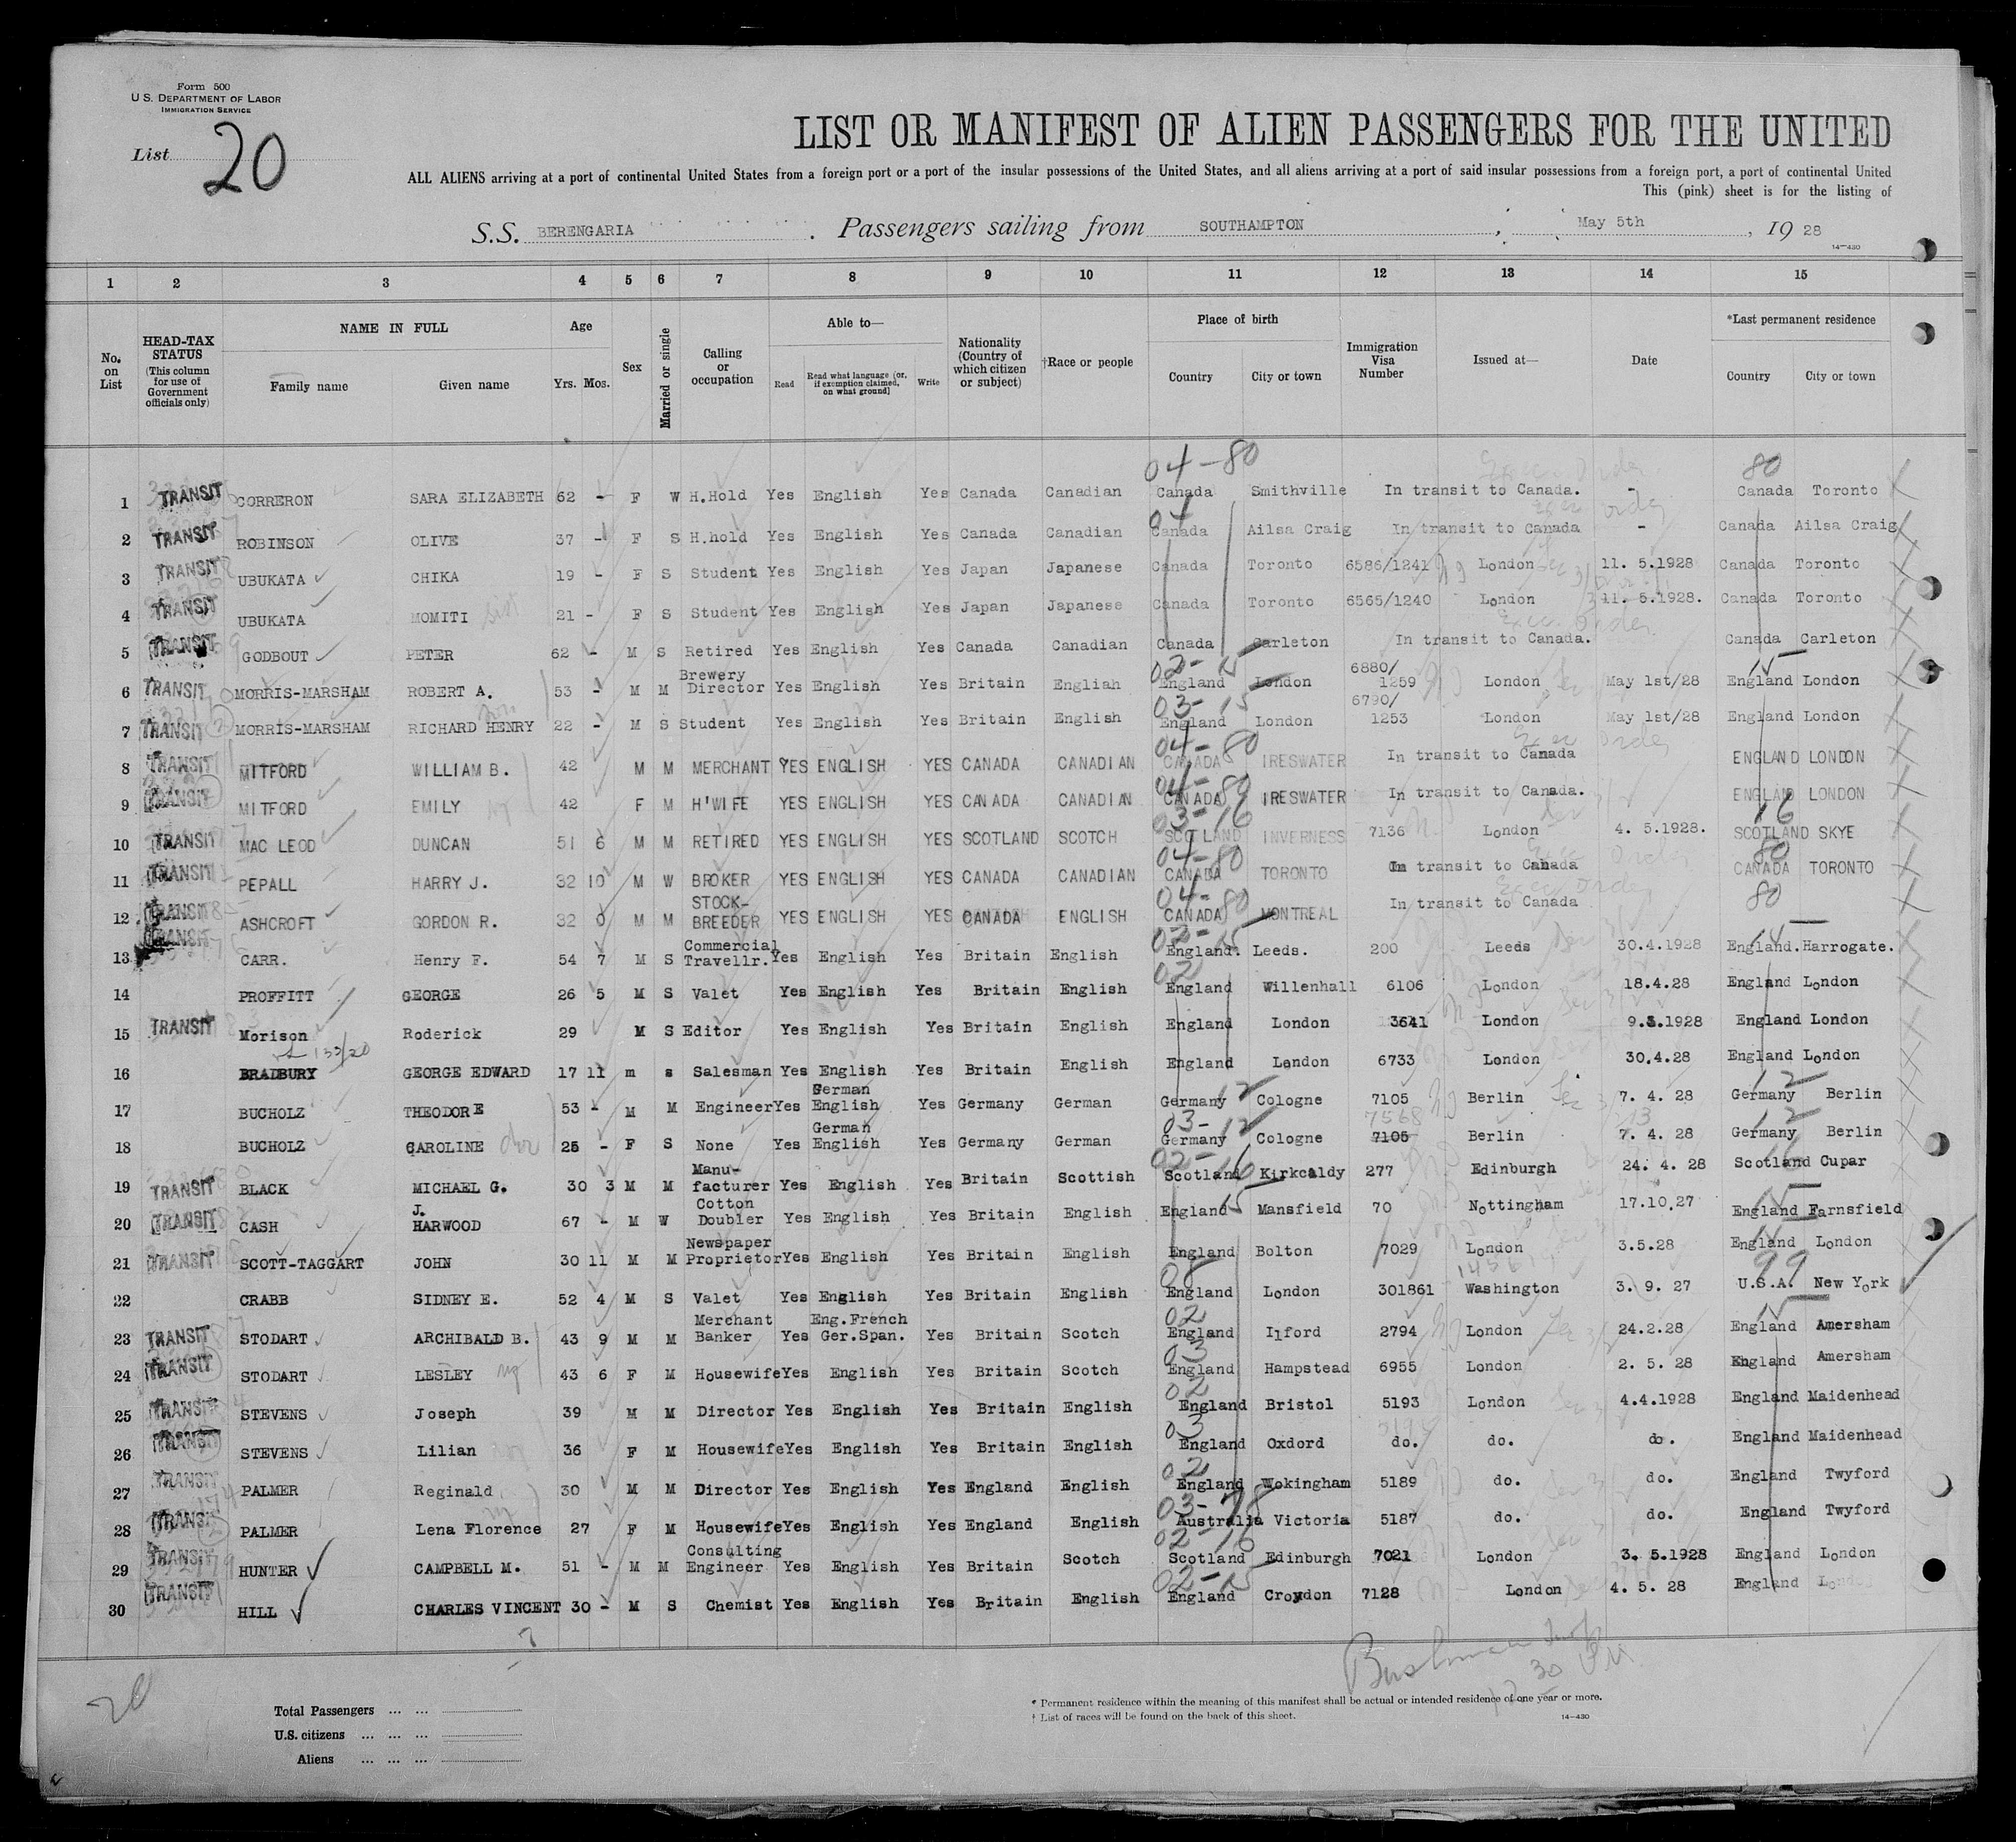 Form 500
U. S. DEPARTMENT OF LABOR
IMMIGRATION SERVICE
List 20
LIST OR MANIFEST OF ALIEN PASSENGERS FOR THE UNITED
ALL ALIENS arriving at a port of continental United States from a foreign port or a port of the insular possessions of the United States, and all aliens arriving at a port of said insular possessions from a foreign port, a port of continental United
This (pink) sheet is for the listing of
S.S. BERENGARIA. Passengers sailing from SOUTHAMPTON, May 5th, 19 28
14—430
1 2 3 4 5 6 7 8 9 10 11 12 13 14 15
No. on List
HEAD-TAX STATUS (This column for use of Government officials only)
NAME IN FULL Family name Given name
Age Yrs. Mos.
Sex
Married or single
Calling or occupation
Able to— Read Read what language [or, if exemption claimed, on what ground] Write
Nationality (Country of which citizen or subject)
†Race or people
Place of birth Country City or town
Immigration Visa Number
Issued at—
Date
*Last permanent residence Country City or town
04-80 80
1 TRANSIT CORRERON SARA ELIZABETH 62 - F W H.Hold Yes English Yes Canada Canadian Canada Smithville In transit to Canada. - Canada Toronto
2 TRANSIT ROBINSON OLIVE 37 - F S H.hold Yes English Yes Canada Canadian Canada Ailsa Craig In transit to Canada - Canada Ailsa Craig
3 TRANSIT UBUKATA CHIKA 19 - F S Student Yes English Yes Japan Japanese Canada Toronto 6586/1241 London 11. 5.1928 Canada Toronto
4 TRANSIT UBUKATA MOMITI 21 - F S Student Yes English Yes Japan Japanese Canada Toronto 6565/1240 London 11. 5.1928. Canada Toronto
5 TRANSIT GODBOUT PETER 62 - M S Retired Yes English Yes Canada Canadian Canada Carleton In transit to Canada. Canada Carleton
6 TRANSIT MORRIS-MARSHAM ROBERT A. 53 - M M Brewery Director Yes English Yes Britain Engliah England London 6880/1259 London May 1st/28 England London
7 TRANSIT MORRIS-MARSHAM RICHARD HENRY 22 - M S Student Yes English Yes Britain English England London 6790/1253 London May 1st/28 England London
8 TRANSIT MITFORD WILLIAM B. 42 M M MERCHANT YES ENGLISH YES CANADA CANADIAN CANADA IRESWATER In transit to Canada ENGLAND LONDON
9 TRANSIT MITFORD EMILY 42 F M H'WIFE YES ENGLISH YES CANADA CANADIAN CANADA IRESWATER In transit to Canada. ENGLAND LONDON
10 TRANSIT MAC LEOD DUNCAN 51 6 M M RETIRED YES ENGLISH YES SCOTLAND SCOTCH SCOTLAND INVERNESS 7136 London 4. 5.1928. SCOTLAND SKYE
11 TRANSIT PEPALL HARRY J. 32 10 M W BROKER YES ENGLISH YES CANADA CANADIAN CANADA TORONTO In transit to Canada CANADA TORONTO
12 TRANSIT ASHCROFT GORDON R. 32 0 M M STOCK-BREEDER YES ENGLISH YES CANADA ENGLISH CANADA MONTREAL In transit to Canada 80
13 TRANSIT CARR. Henry F. 54 7 M S Commercial Travellr. Yes English Yes Britain English England. Leeds. 200 Leeds 30.4.1928 England. Harrogate.
14 PROFFITT GEORGE 26 5 M S Valet Yes English Yes Britain English England Willenhall 6106 London 18.4.28 England London
15 TRANSIT Morison Roderick 29 M S Editor Yes English Yes Britain English England London 3641 London 9.3.1928 England London
16 BRADBURY GEORGE EDWARD 17 11 m s Salesman Yes English Yes Britain English England London 6733 London 30.4.28 England London
17 BUCHOLZ THEODORE 53 - M M Engineer Yes German English Yes Germany German Germany Cologne 7105 Berlin 7. 4. 28 Germany Berlin
18 BUCHOLZ CAROLINE 25 - F S None Yes German English Yes Germany German Germany Cologne 7568 7105 Berlin 7. 4. 28 Germany Berlin
19 TRANSIT BLACK MICHAEL G. 30 3 M M Manu-facturer Yes English Yes Britain Scottish Scotland Kirkcaldy 277 Edinburgh 24. 4. 28 Scotland Cupar
20 TRANSIT CASH J. HARWOOD 67 - M W Cotton Doubler Yes English Yes Britain English England Mansfield 70 Nottingham 17.10.27 England Farnsfield
21 TRANSIT SCOTT-TAGGART JOHN 30 11 M M Newspaper Proprietor Yes English Yes Britain English England Bolton 7029 London 3.5.28 England London
22 CRABB SIDNEY E. 52 4 M S Valet Yes English Yes Britain English England London 301861 Washington 3. 9. 27 U.S.A. New York
23 TRANSIT STODART ARCHIBALD B. 43 9 M M Merchant Banker Yes Eng.French Ger.Span. Yes Britain Scotch England Ilford 2794 London 24.2.28 England Amersham
24 TRANSIT STODART LESLEY 43 6 F M Housewife Yes English Yes Britain Scotch England Hampstead 6955 London 2. 5. 28 England Amersham
25 TRANSIT STEVENS Joseph 39 M M Director Yes English Yes Britain English England Bristol 5193 London 4.4.1928 England Maidenhead
26 TRANSIT STEVENS Lilian 36 F M Housewife Yes English Yes Britain English England Oxdord do. do. do. England Maidenhead
27 TRANSIT PALMER Reginald 30 M M Director Yes English Yes England English England Wokingham 5189 do. do. England Twyford
28 TRANSIT PALMER Lena Florence 27 F M Housewife Yes English Yes England English Australia Victoria 5187 do. do. England Twyford
29 TRANSIT HUNTER CAMPBELL M. 51 - M M Consulting Engineer Yes English Yes Britain Scotch Scotland Edinburgh 7021 London 3. 5.1928 England London
30 TRANSIT HILL CHARLES VINCENT 30 - M S Chemist Yes English Yes Britain English England Croydon 7128 London 4. 5. 28 England London
20
Total Passengers ... ...
U.S. citizens ... ... ...
Aliens ... ... ...
* Permanent residence within the meaning of this manifest shall be actual or intended residence of one year or more.
† List of races will be found on the back of this sheet.
14—430